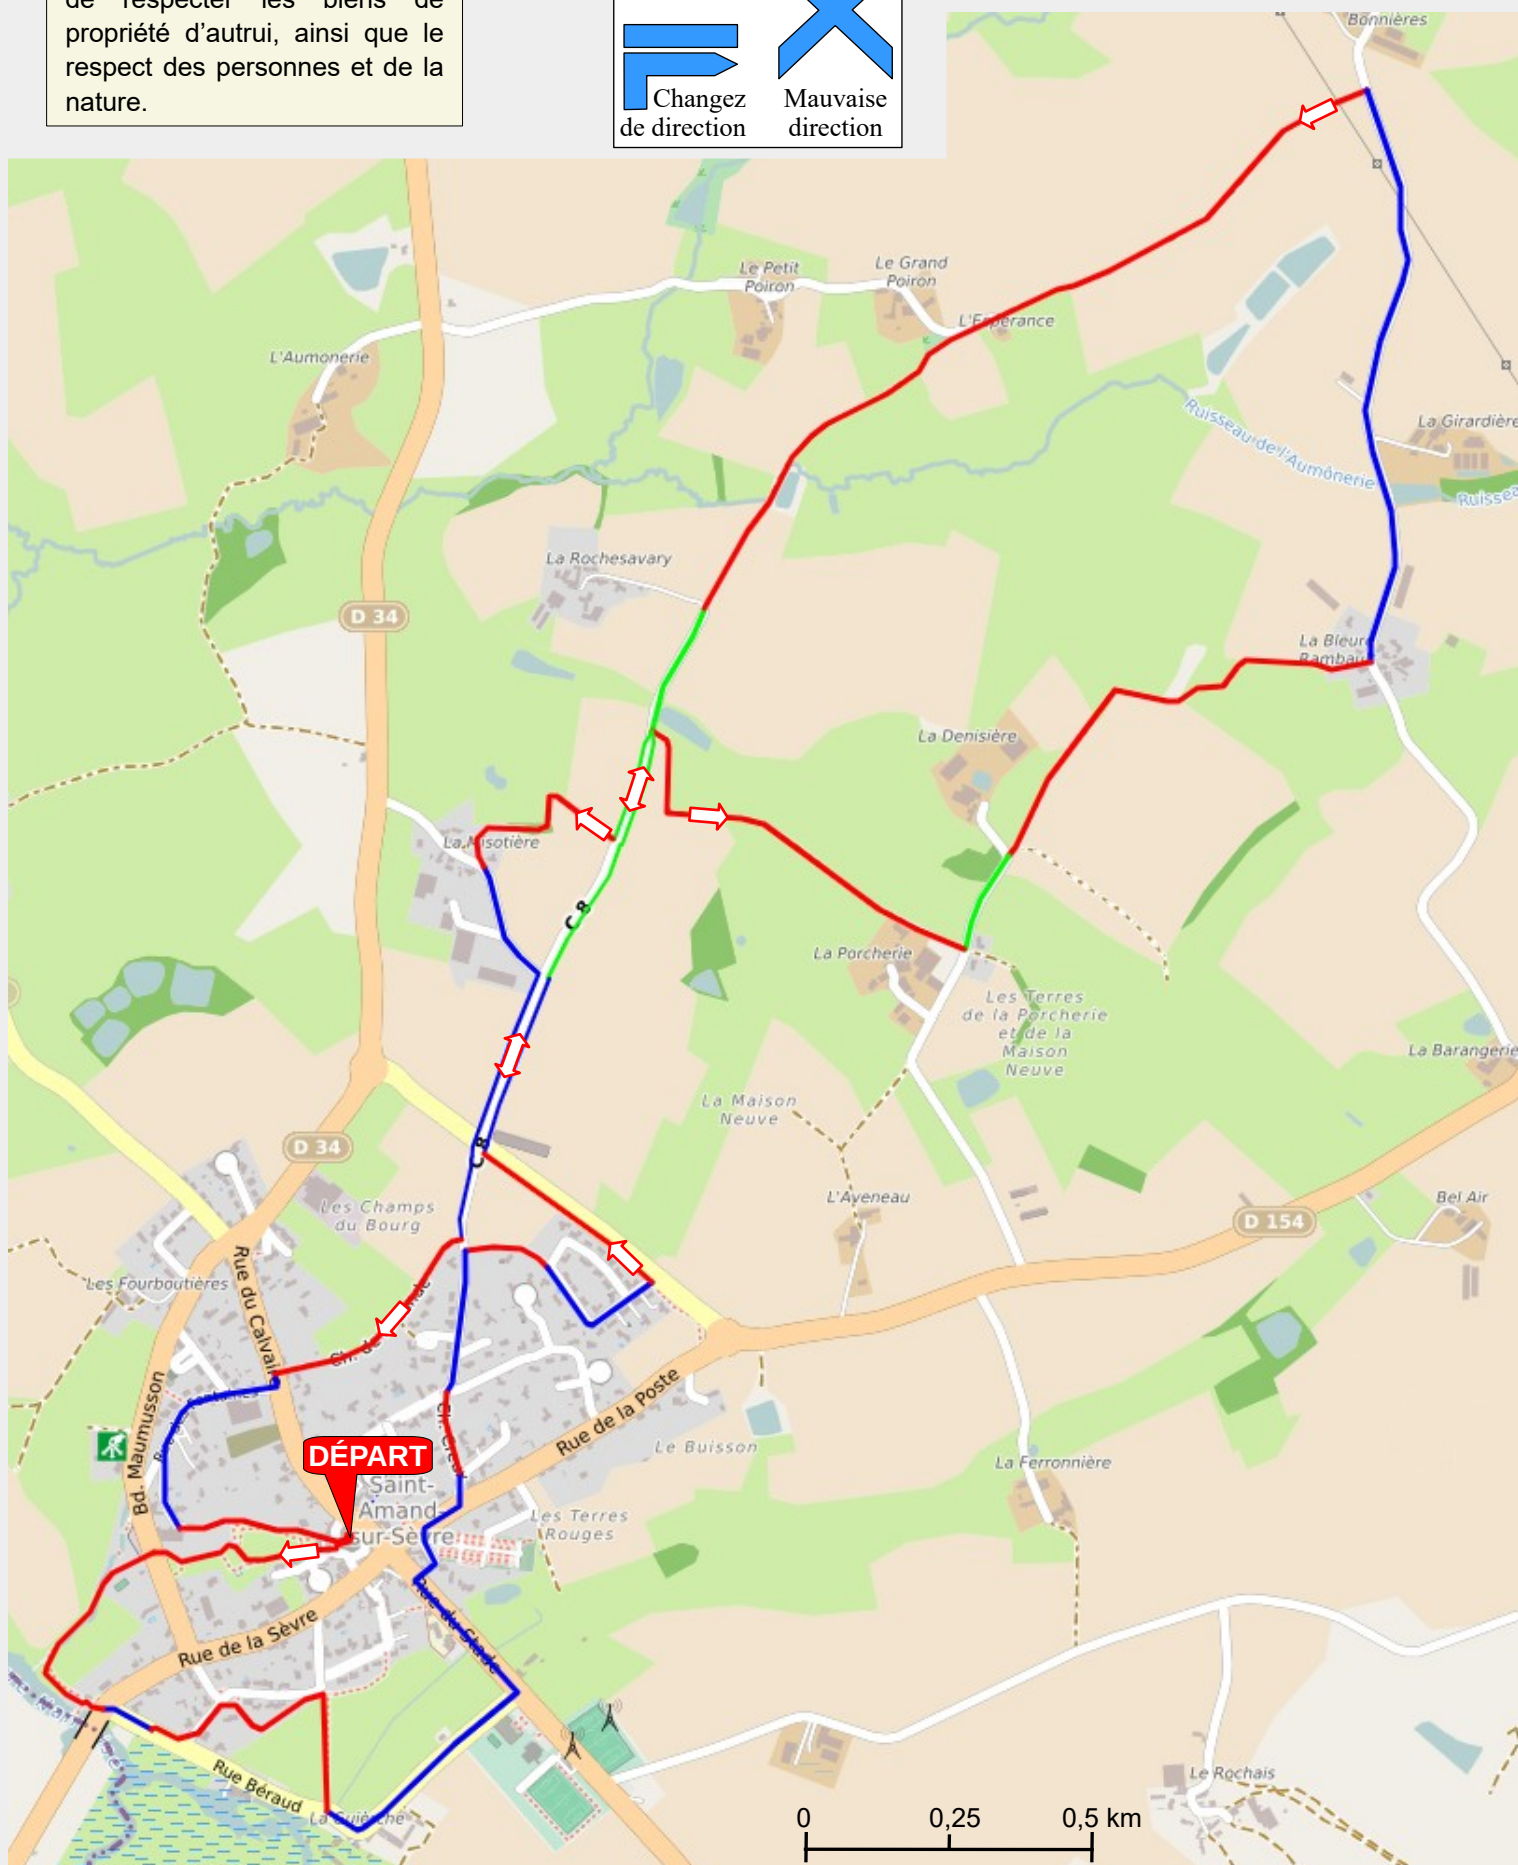 de respecter les biens de
propriété d'autrui, ainsi que le
respect des personnes et de la
nature.
Changez
de direction
Mauvaise
direction
Bonnières
Le Petit
Poiron
Le Grand
Poiron
L'Espérance
L'Aumonerie
Ruisseau de l'Aumônerie
La Girardière
La Rochesavary
D 34
La Denisière
La Misotière
C 8
La Porcherie
Les Terres
de la Porcherie
et de la
Maison
Neuve
La Barangerie
La Maison
Neuve
C 8
D 34
Les Champs
du Bourg
L'Aveneau
Bel Air
D 154
Les Fourboutières
Rue du Calvaire
Bd. Maumusson
Rue de la Poste
DÉPART
Saint-
Amand-
sur-Sèvre
Le Buisson
La Ferronnière
Les Terres
Rouges
Rue du Stade
Rue de la Sèvre
Rue Béraud
La Guierche
Le Rochais
0 0,25 0,5 km